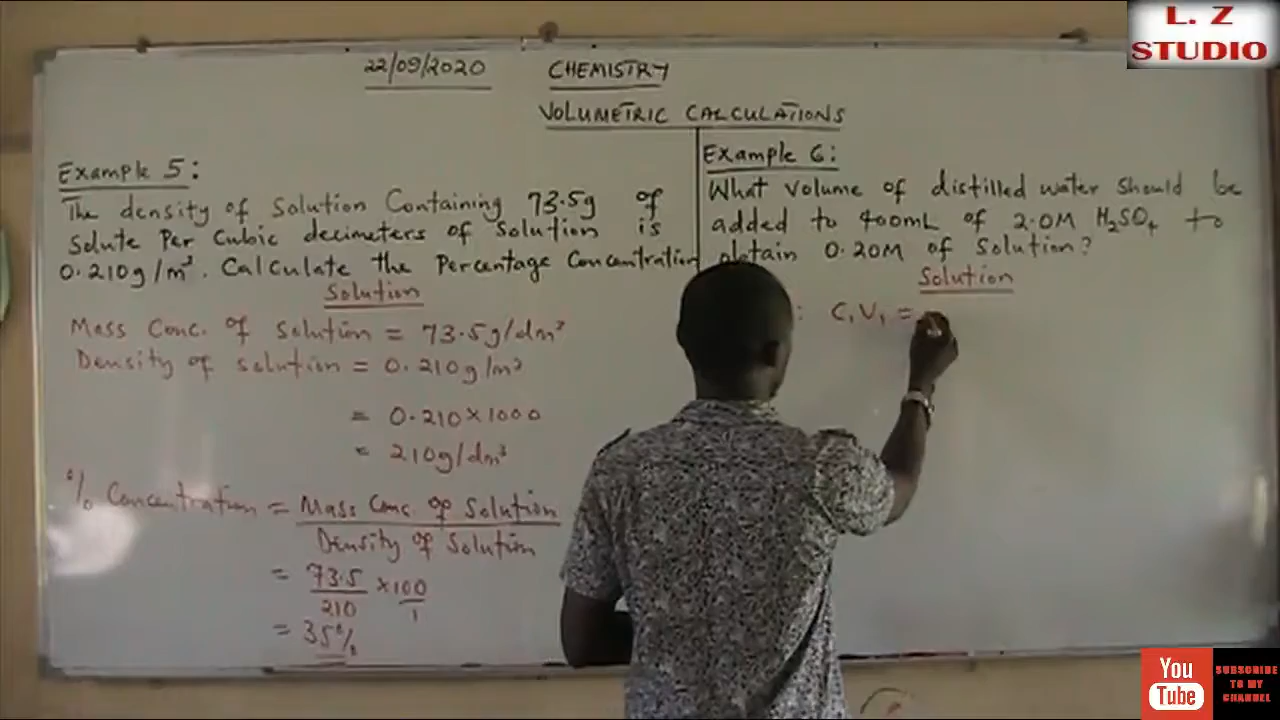 L. Z
STUDIO
22/09/2020 CHEMISTRY
VOLUMETRIC CALCULATIONS
Example 5:
The density of Solution Containing 73.5g of
Solute Per Cubic decimeters of Solution is
0.210g/m³. Calculate the Percentage Concentration
Solution
Mass Conc. of Solution = 73.5g/dm³
Density of solution = 0.210g/m³
= 0.210×1000
= 210g/dm³
% Concentration = Mass Conc of Solution
Density of Solution
= 73.5 × 100
210 1
= 35%
Example 6:
What Volume of distilled water should be
added to 400mL of 2.0M H₂SO₄ to
obtain 0.20M of Solution?
Solution
: C₁V₁ =
You
Tube
SUBSCRIBE
TO MY
CHANNEL